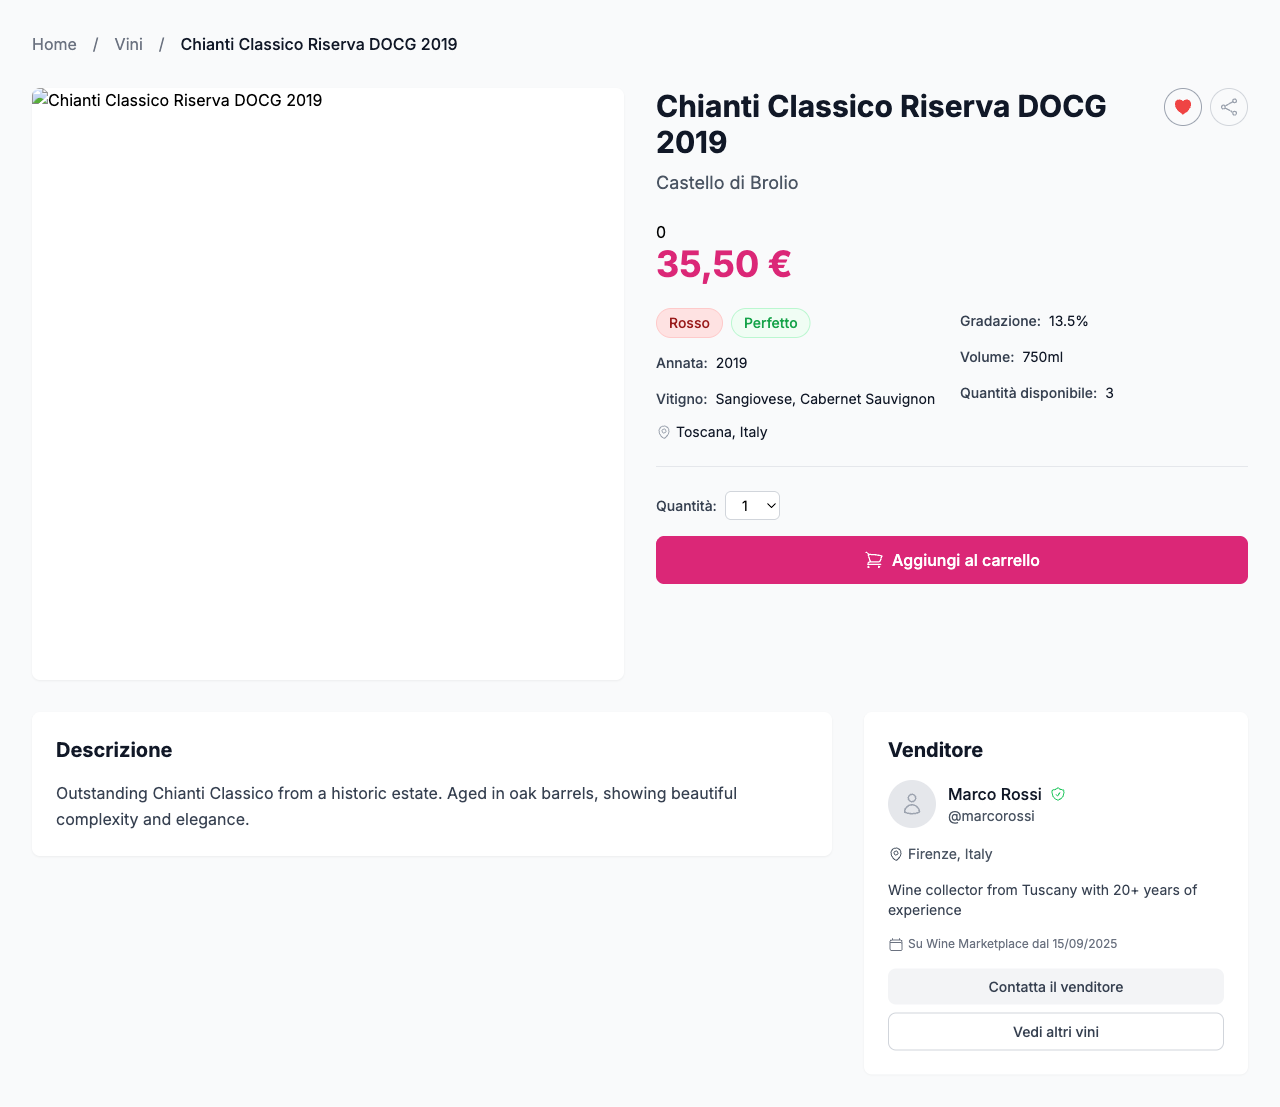 Home / Vini / Chianti Classico Riserva DOCG 2019
Chianti Classico Riserva DOCG 2019
Chianti Classico Riserva DOCG
2019
Castello di Brolio
0
35,50 €
Rosso Perfetto
Annata: 2019
Vitigno: Sangiovese, Cabernet Sauvignon
Toscana, Italy
Gradazione: 13.5%
Volume: 750ml
Quantità disponibile: 3
Quantità: 1
Aggiungi al carrello
Descrizione
Outstanding Chianti Classico from a historic estate. Aged in oak barrels, showing beautiful
complexity and elegance.
Venditore
Marco Rossi
@marcorossi
Firenze, Italy
Wine collector from Tuscany with 20+ years of
experience
Su Wine Marketplace dal 15/09/2025
Contatta il venditore
Vedi altri vini